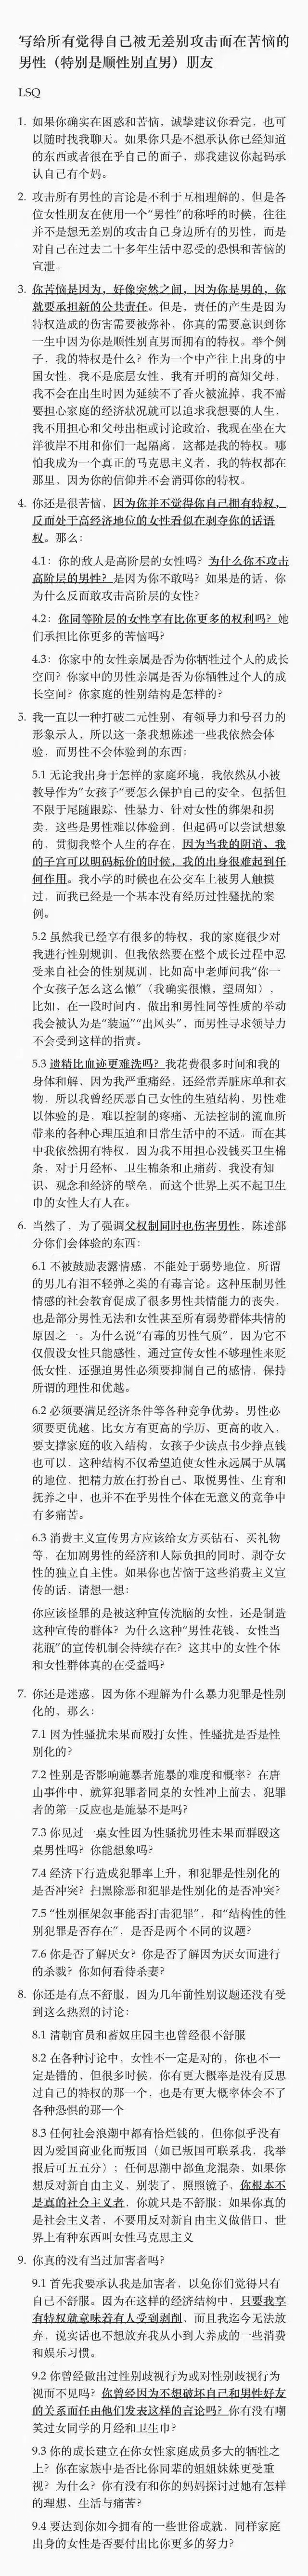 写给所有觉得自己被无差别攻击而在苦恼的
男性（特别是顺性别直男）朋友
LSQ
1. 如果你确实在困惑和苦恼，诚挚建议你看完，也可
以随时找我聊天。如果你只是不想承认你已经知道
的东西或者很在乎自己的面子，那我建议你起码承
认自己有个妈。
2. 攻击所有男性的言论是不利于互相理解的，但是各
位女性朋友在使用一个“男性”的称呼的时候，往往
并不是想无差别的攻击自己身边所有的男性，而是
对自己在过去二十多年生活中忍受的恐惧和苦恼的
宣泄。
3. 你苦恼是因为，好像突然之间，因为你是男的，你
就要承担新的公共责任。但是，责任的产生是因为
特权造成的伤害需要被弥补，你真的需要意识到你
一生中因为你是顺性别直男而拥有的特权。举个例
子，我的特权是什么？作为一个中产往上出身的中
国女性，我不是底层女性，我有开明的高知父母，
我不会在出生时因为延续不了香火被流掉，我不需
要担心家庭的经济状况就可以追求我想要的人生，
我不用担心和父母出柜或讨论政治，我现在坐在大
洋彼岸不用和你们一起隔离，这都是我的特权。哪
怕我成为一个真正的马克思主义者，我的特权都在
那里，因为你的信仰并不会消弭你的特权。
4. 你还是很苦恼，因为你并不觉得你自己拥有特权，
反而处于高经济地位的女性看似在剥夺你的话语
权。那么：
4.1：你的敌人是高阶层的女性吗？为什么你不攻击
高阶层的男性？是因为你不敢吗？如果是的话，你
为什么反而敢攻击高阶层的女性？
4.2：你同等阶层的女性享有比你更多的权利吗？她
们承担比你更多的苦恼吗？
4.3：你家中的女性亲属是否为你牺牲过个人的成长
空间？你家中的男性亲属是否为你牺牲过个人的成
长空间？你家庭的性别结构是怎样的？
5. 我一直以一种打破二元性别、有领导力和号召力的
形象示人，所以这一条我想陈述一些我依然会体
验，而男性不会体验到的东西：
5.1 无论我出身于怎样的家庭环境，我依然从小被
教导作为“女孩子”要怎么保护自己的安全，包括但
不限于尾随跟踪、性暴力、针对女性的绑架和拐
卖，这些是男性难以体验到，但起码可以尝试想象
的，贯彻我整个人生的存在，因为当我的阴道、我
的子宫可以明码标价的时候，我的出身很难起到任
何作用。我小学的时候也在公交车上被男人触摸
过，而我已经是一个基本没有经历过性骚扰的案
例。
5.2 虽然我已经享有很多的特权，我的家庭很少对
我进行性别规训，但我依然要在整个成长过程中忍
受来自社会的性别规训，比如高中老师问我“你一
个女孩子怎么这么懒”（我确实很懒，望周知），
比如，在一段时间内，做出和男性同等性质的举动
我会被认为是“装逼”“出风头”，而男性寻求领导力
不会受到这样的指责。
5.3 遗精比血迹更难洗吗？我花费很多时间和我的
身体和解，因为我严重痛经，还经常弄脏床单和衣
物，所以我曾经厌恶自己女性的生殖结构，男性难
以体验的是，难以控制的疼痛、无法控制的流血所
带来的各种心理压迫和日常生活中的不适。而在其
中我依然拥有特权，因为我不用担心没钱买卫生棉
条，对于月经杯、卫生棉条和止痛药，我没有知
识、观念和经济的壁垒，而这个世界上买不起卫生
巾的女性大有人在。
6. 当然了，为了强调父权制同时也伤害男性，陈述部
分你们会体验的东西：
6.1 不被鼓励表露情感，不能处于弱势地位，所谓
的男儿有泪不轻弹之类的有毒言论。这种压制男性
情感的社会教育促成了很多男性共情能力的丧失，
也是部分男性无法和女性甚至所有弱势群体共情的
原因之一。为什么说“有毒的男性气质”，因为它不
仅假设女性只能感性，通过宣传女性不够理性来贬
低女性，还强迫男性必须要抑制自己的感情，保持
所谓的理性和优越。
6.2 必须要满足经济条件等各种竞争优势。男性必
须要更优越，比女方有更高的学历、更高的收入，
要支撑家庭的收入结构，女孩子少读点书少挣点钱
也可以，这种结构不仅希望迫使女性永远属于从属
的地位，把精力放在打扮自己、取悦男性、生育和
抚养之中，也并不在乎男性个体在无意义的竞争中
有多痛苦。
6.3 消费主义宣传男方应该给女方买钻石、买礼物
等，在加剧男性的经济和人际负担的同时，剥夺女
性的独立自主性。如果你也苦恼于这些消费主义宣
传的话，请想一想：
你应该怪罪的是被这种宣传洗脑的女性，还是制造
这种宣传的群体？为什么这种“男性花钱，女性当
花瓶”的宣传机制会持续存在？这其中的女性个体
和女性群体真的在受益吗？
7. 你还是迷惑，因为你不理解为什么暴力犯罪是性别
化的，那么：
7.1 因为性骚扰未果而殴打女性，性骚扰是否是性
别化的？
7.2 性别是否影响施暴者施暴的难度和概率？在唐
山事件中，就算犯罪者同桌的女性冲上前去，犯罪
者的第一反应也是施暴不是吗？
7.3 你见过一桌女性因为性骚扰男性未果而群殴这
桌男性吗？你能想象吗？
7.4 经济下行造成犯罪率上升，和犯罪是性别化的
是否冲突？扫黑除恶和犯罪是性别化的是否冲突？
7.5 “性别框架叙事能否打击犯罪”，和“结构性的性
别犯罪是否存在”，是否是两个不同的议题？
7.6 你是否了解厌女？你是否了解因为厌女而进行
的杀戮？你如何看待杀妻？
8. 你还是有点不舒服，因为几年前性别议题还没有受
到这么热烈的讨论：
8.1 清朝官员和蓄奴庄园主也曾经很不舒服
8.2 在各种讨论中，女性不一定是对的，你也不一
定是错的，但很多时候，你有更大概率是没有反思
过自己的特权的那一个，也是有更大概率体会不了
各种恐惧的那一个
8.3 任何社会浪潮中都有恰烂钱的，但你似乎没有
因为爱国商业化而叛国（如已叛国可联系我，我举
报后可五五分）；任何思潮中都鱼龙混杂，如果你
想反对新自由主义，别装了，照照镜子，你根本不
是真的社会主义者，你就只是不舒服；如果你真的
是社会主义者，不要用反对新自由主义做借口，世
界上有种东西叫女性马克思主义
9. 你真的没有当过加害者吗？
9.1 首先我要承认我是加害者，以免你们觉得只有
自己不舒服。因为在这样的经济结构中，只要我享
有特权就意味着有人受到剥削，而且我迄今无法放
弃，说实话也不想放弃我从小到大养成的一些消费
和娱乐习惯。
9.2 你曾经做出过性别歧视行为或对性别歧视行为
视而不见吗？你曾经因为不想破坏自己和男性好友
的关系而任由他们发表这样的言论吗？你有没有嘲
笑过女同学的月经和卫生巾？
9.3 你的成长建立在你女性家庭成员多大的牺牲之
上？你在家族中是否比你同辈的姐姐妹妹更受重
视？为什么？你有没有和你的妈妈探讨过她有怎样
的理想、生活与痛苦？
9.4 要达到你如今拥有的一些世俗成就，同样家庭
出身的女性是否要付出比你更多的努力？